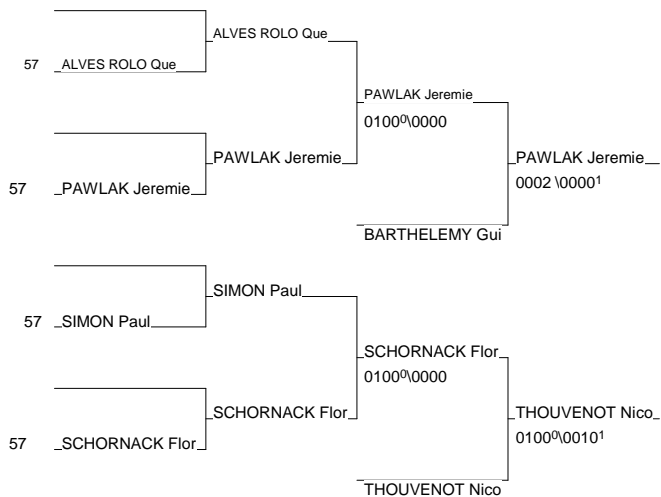 ALVES ROLO Que
57 ALVES ROLO Que
PAWLAK Jeremie
0100⁰\0000
PAWLAK Jeremie
PAWLAK Jeremie
0002 \0000¹
57 PAWLAK Jeremie
BARTHELEMY Gui
SIMON Paul
57 SIMON Paul
SCHORNACK Flor
0100⁰\0000
SCHORNACK Flor
THOUVENOT Nico
0100⁰\0010¹
57 SCHORNACK Flor
THOUVENOT Nico